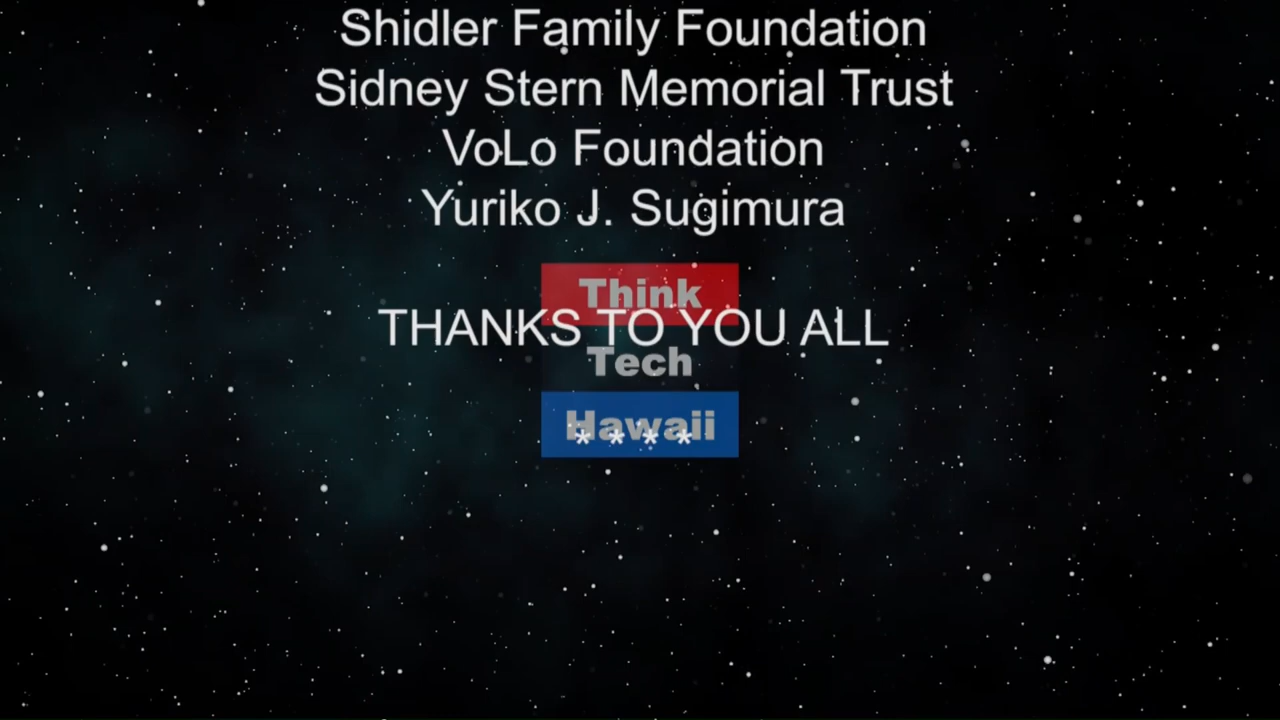 Shidler Family Foundation
Sidney Stern Memorial Trust
VoLo Foundation
Yuriko J. Sugimura
Think
THANKS TO YOU ALL
Tech
Hawaii
* * * *